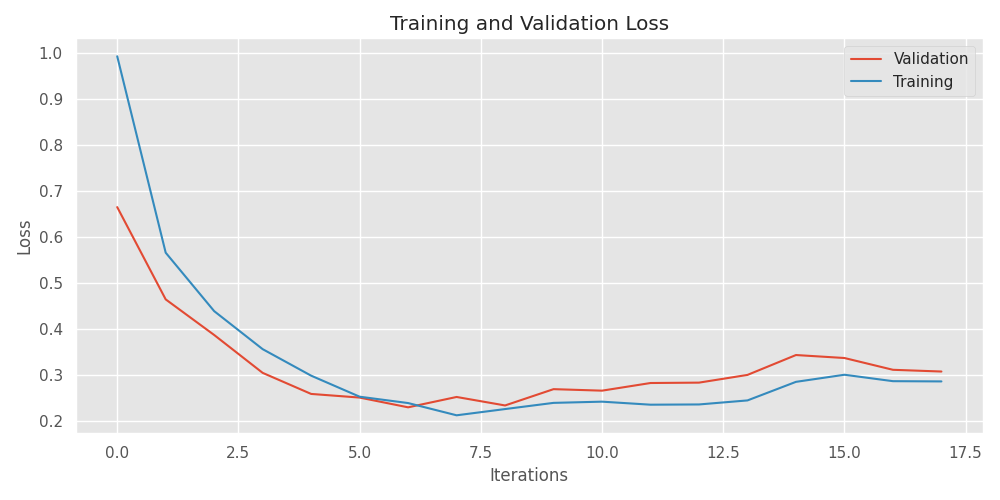 Training and Validation Loss
Validation
Training
1.0
0.9
0.8
0.7
0.6
0.5
0.4
0.3
0.2
Loss
0.0 2.5 5.0 7.5 10.0 12.5 15.0 17.5
Iterations